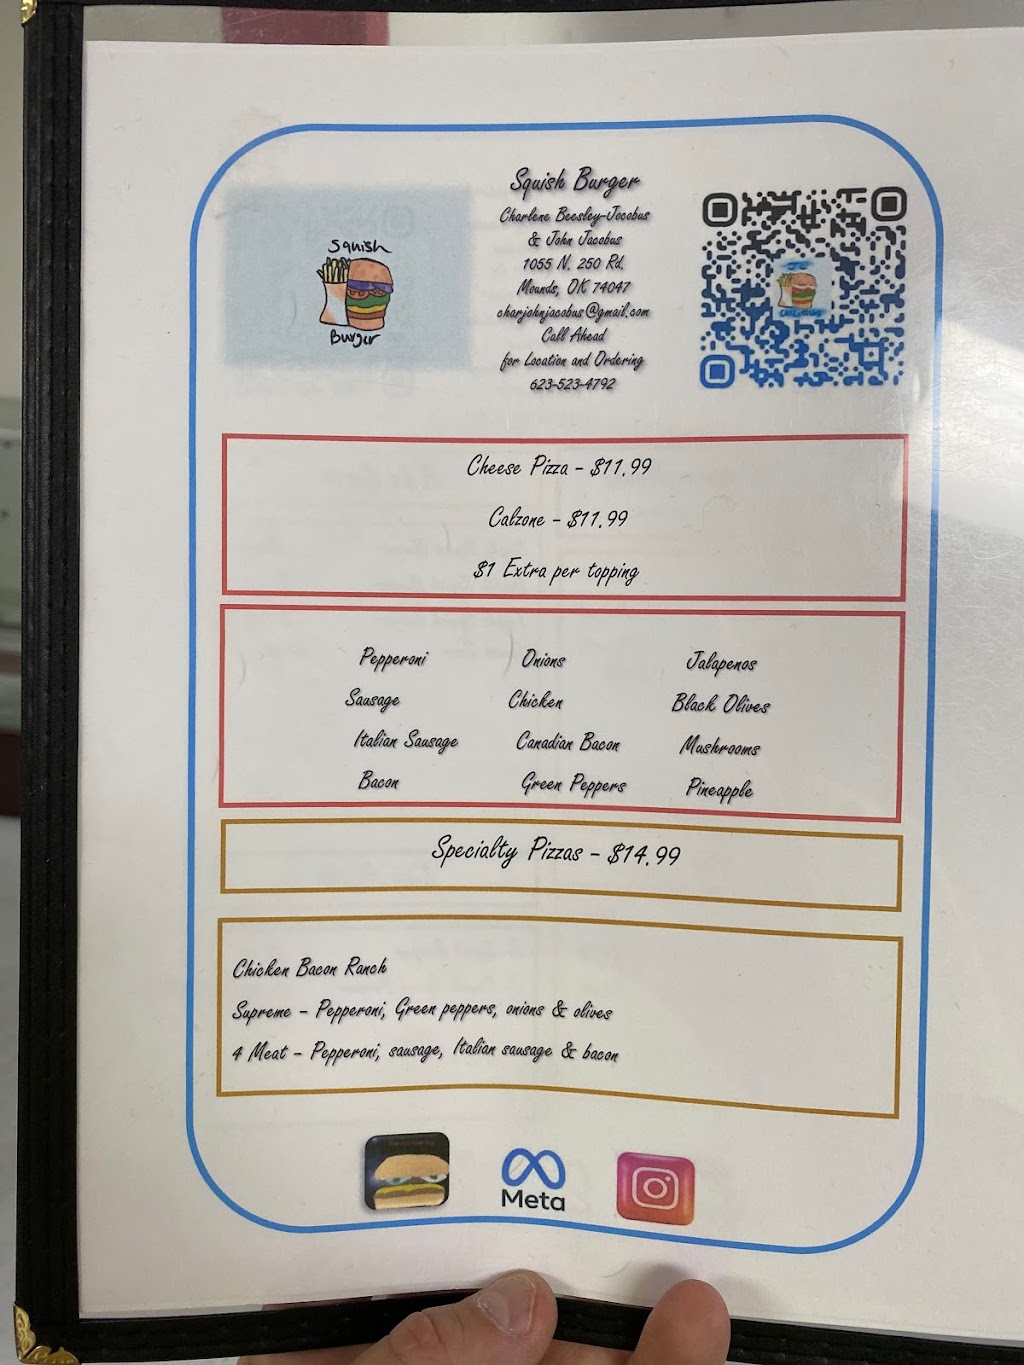 Squish
Burger
Squish Burger
Charlene Beesley-Jocobus
& John Jacobus
1055 N. 250 Rd.
Mounds, OK 74047
charjohnjacobus@gmail.com
Call Ahead
for Location and Ordering
623-523-4792
Cheese Pizza - $11.99
Calzone - $11.99
$1 Extra per topping
Pepperoni Onions Jalapenos
Sausage Chicken Black Olives
Italian Sausage Canadian Bacon Mushrooms
Bacon Green Peppers Pineapple
Specialty Pizzas - $14.99
Chicken Bacon Ranch
Supreme - Pepperoni, Green peppers, onions & olives
4 Meat - Pepperoni, sausage, Italian sausage & bacon
Meta